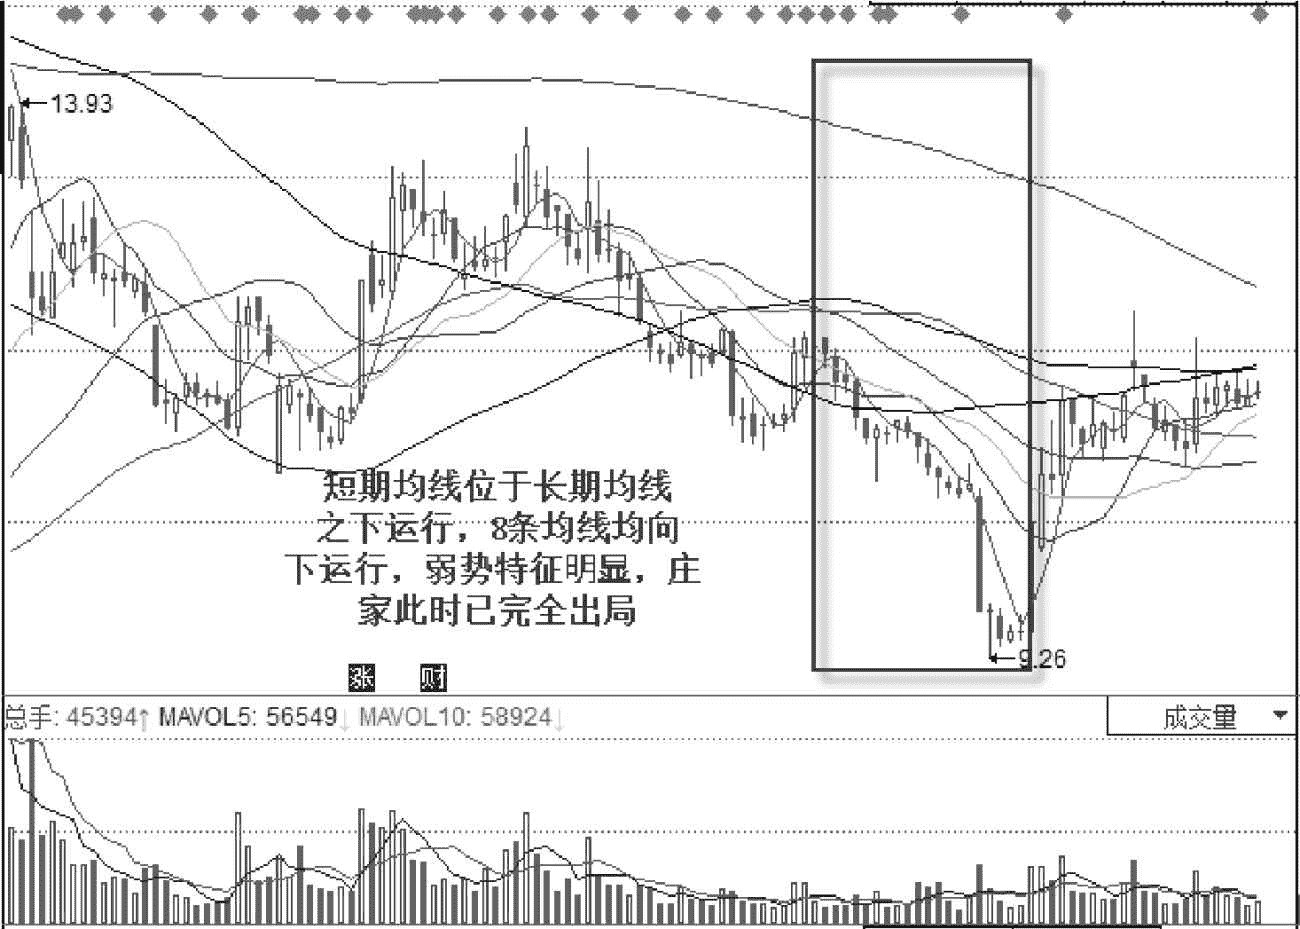 13.93
短期均线位于长期均线
之下运行，8条均线均向
下运行，弱势特征明显，庄
家此时已完全出局
9.26
涨 财
总手: 45394↑ MAVOL5: 56549↓ MAVOL10: 58924↓ 成交量